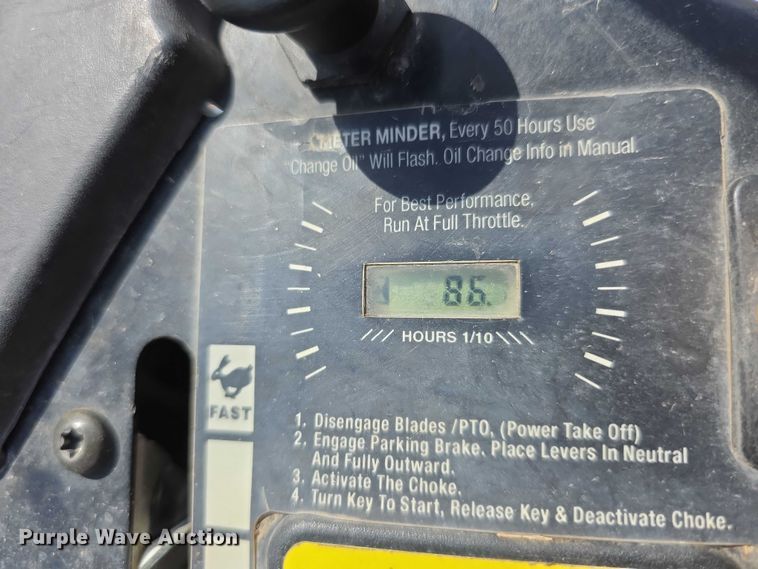 METER MINDER, Every 50 Hours Use
"Change Oil" Will Flash. Oil Change Info in Manual.
For Best Performance,
Run At Full Throttle.
86.
/// HOURS 1/10 \\\
FAST
1. Disengage Blades /PTO, (Power Take Off)
2. Engage Parking Brake. Place Levers In Neutral
And Fully Outward.
3. Activate The Choke.
4. Turn Key To Start, Release Key & Deactivate Choke.
Purple Wave Auction